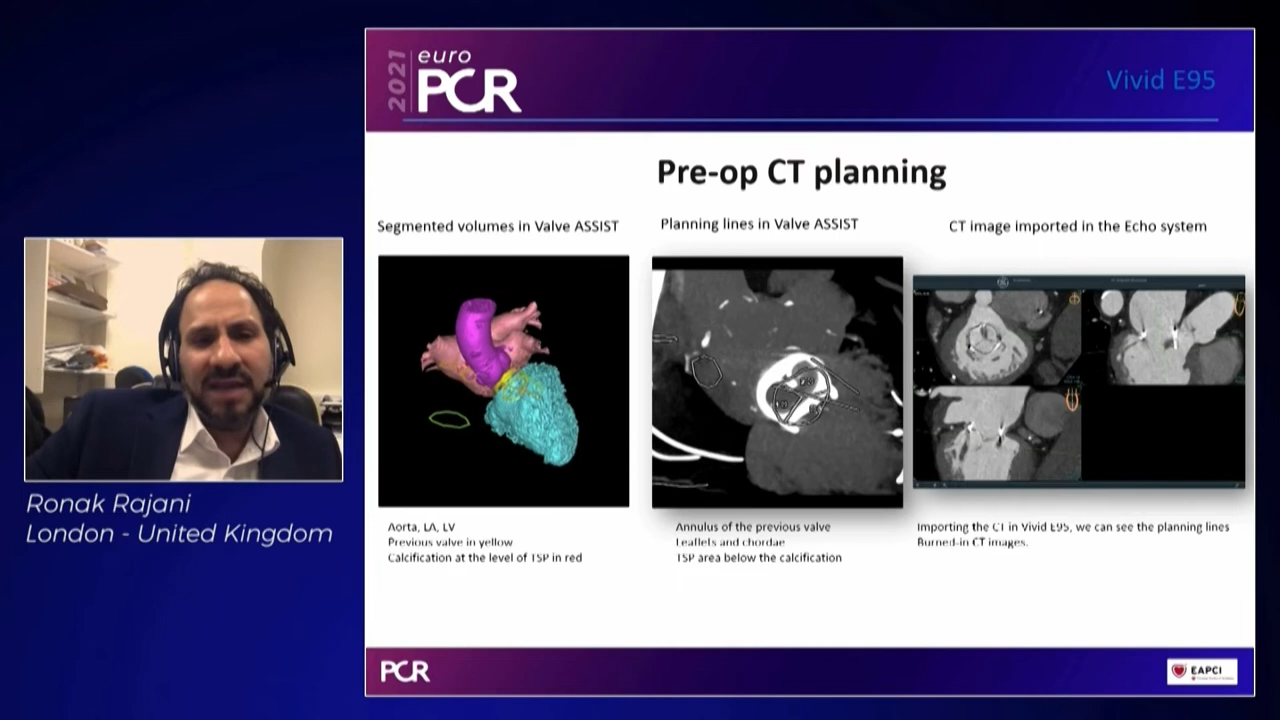 2021
euro
PCR
Vivid E95
Pre-op CT planning
Segmented volumes in Valve ASSIST
Planning lines in Valve ASSIST
CT image imported in the Echo system
Aorta, LA, LV
Previous valve in yellow
Calcification at the level of TSP in red
Annulus of the previous valve
Leaflets and chordae
TSP area below the calcification
Importing the CT in Vivid E95, we can see the planning lines
Burned-in CT images.
Ronak Rajani
London - United Kingdom
PCR
EAPCI